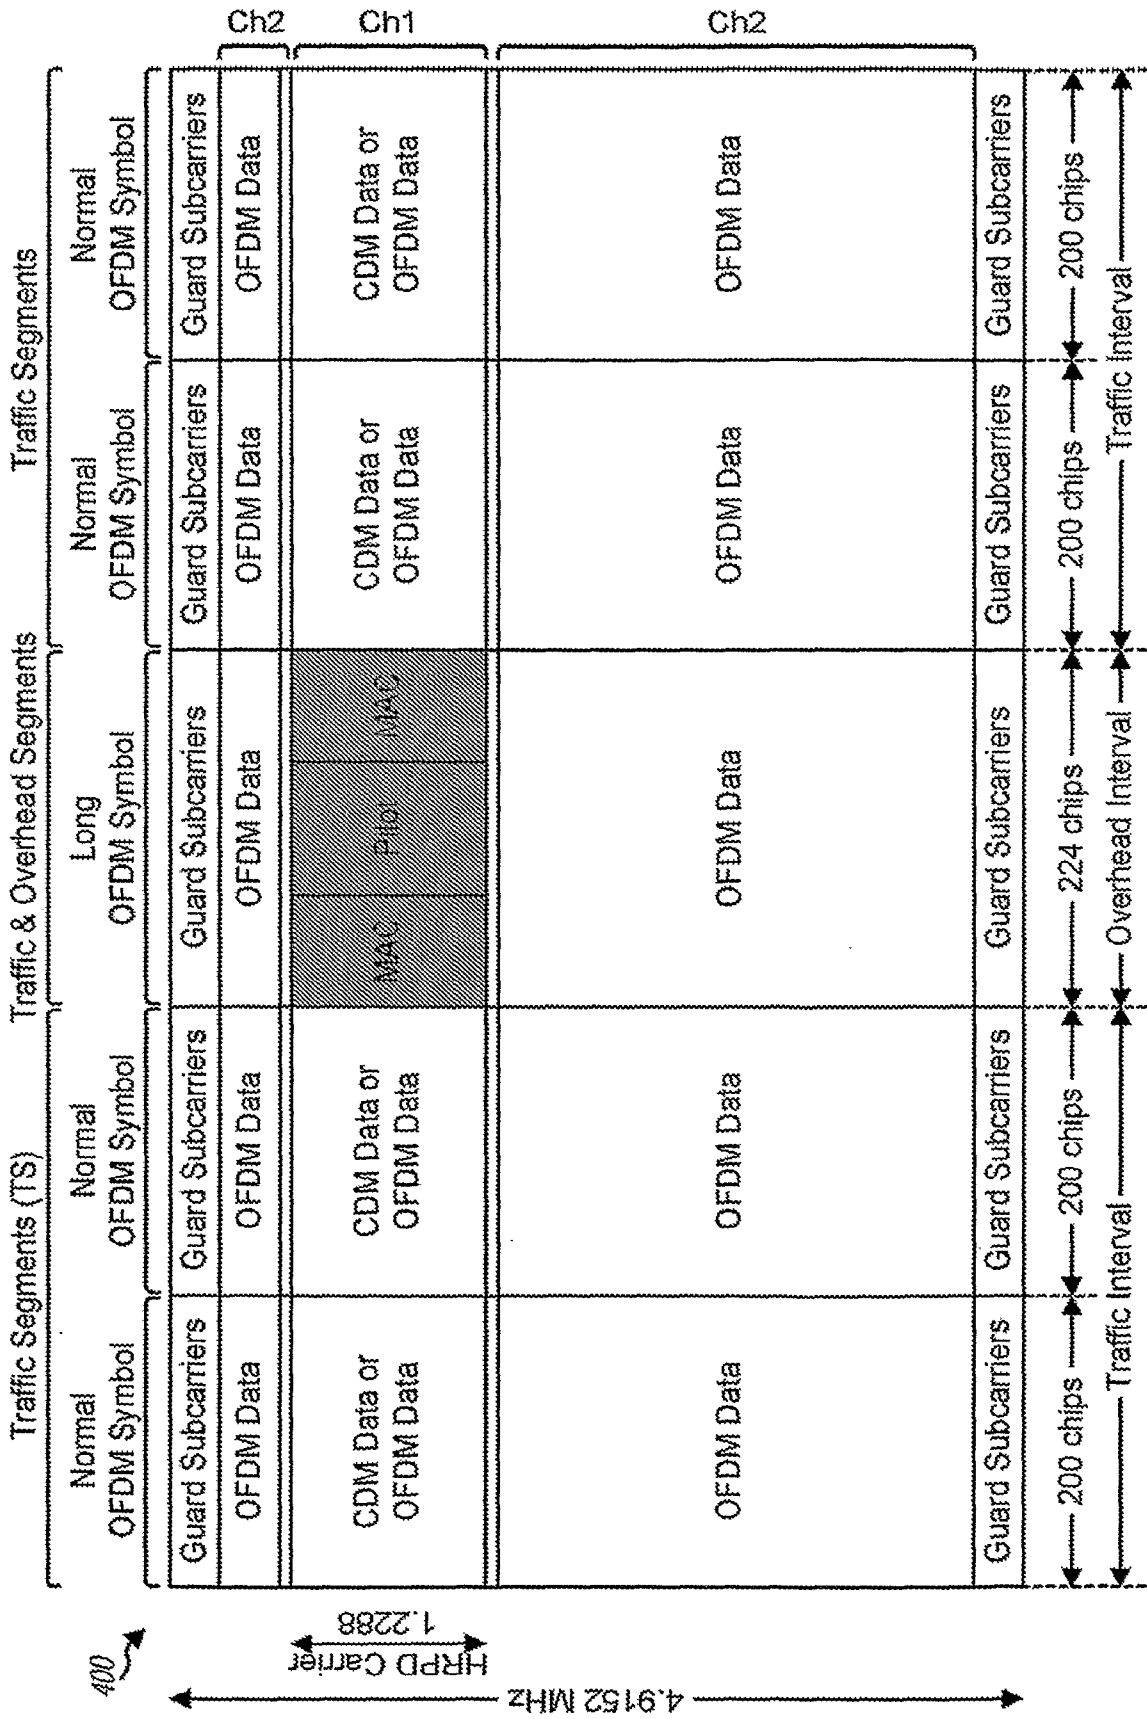 400
Traffic Segments (TS)
Traffic & Overhead Segments
Traffic Segments
Normal
OFDM Symbol
Normal
OFDM Symbol
Long
OFDM Symbol
Normal
OFDM Symbol
Normal
OFDM Symbol
Guard Subcarriers
Guard Subcarriers
Guard Subcarriers
Guard Subcarriers
Guard Subcarriers
OFDM Data
OFDM Data
OFDM Data
OFDM Data
OFDM Data
Ch2
4.9152 MHz
HRPD Carrier
1.2288
CDM Data or
OFDM Data
CDM Data or
OFDM Data
MAC
Pilot
MAC
CDM Data or
OFDM Data
CDM Data or
OFDM Data
Ch1
OFDM Data
OFDM Data
OFDM Data
OFDM Data
OFDM Data
Ch2
Guard Subcarriers
Guard Subcarriers
Guard Subcarriers
Guard Subcarriers
Guard Subcarriers
200 chips
200 chips
224 chips
200 chips
200 chips
Traffic Interval
Overhead Interval
Traffic Interval